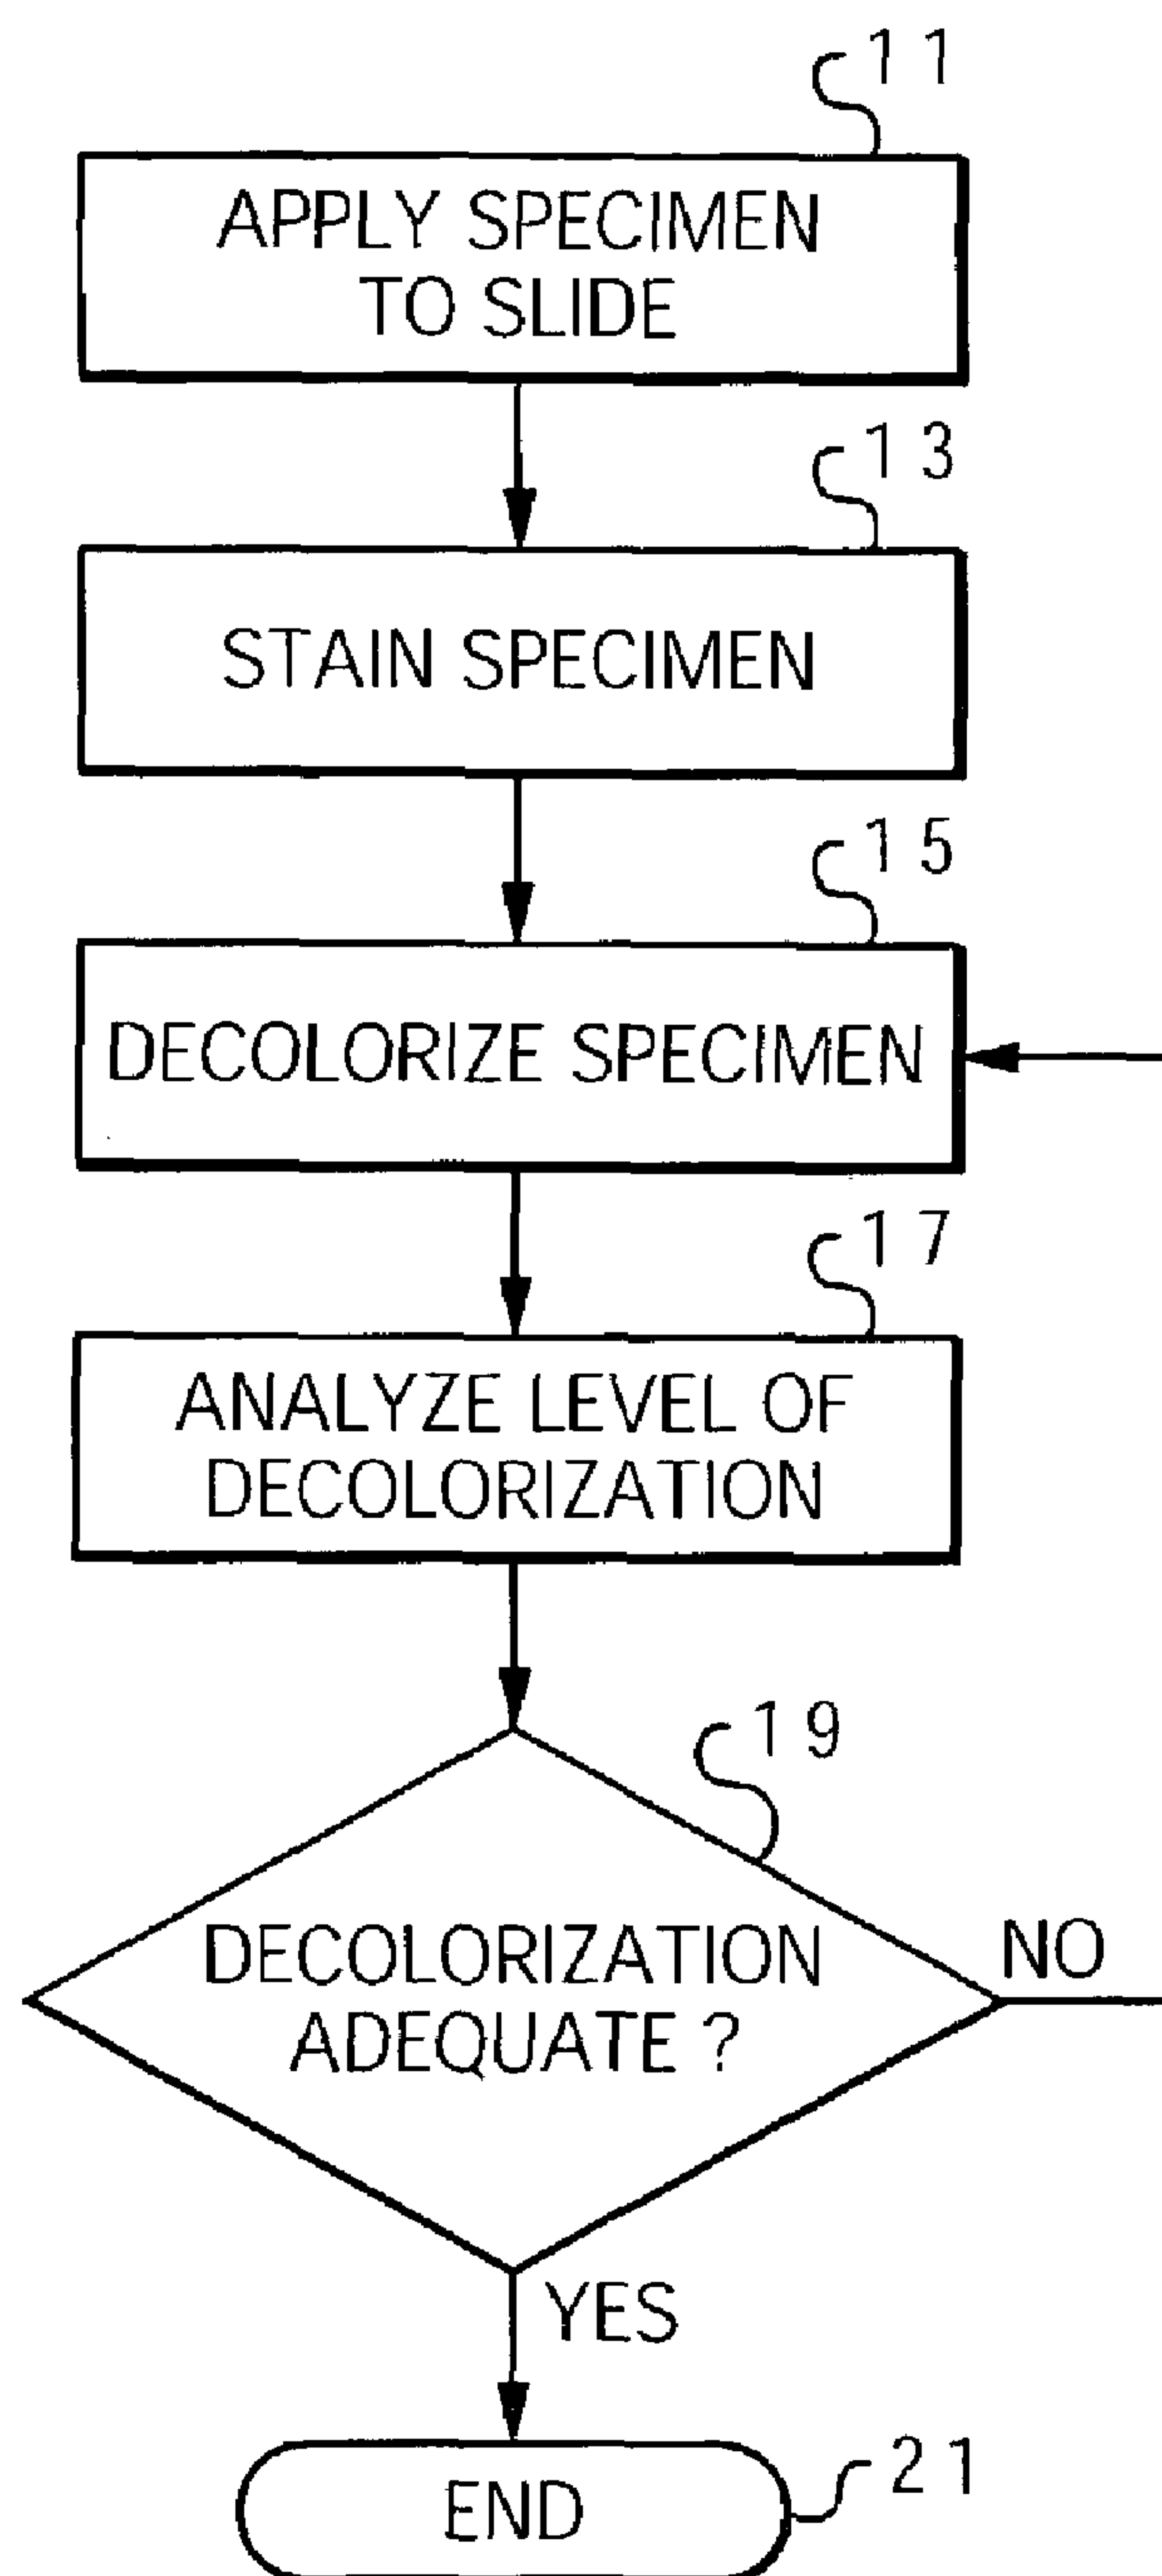 11
APPLY SPECIMEN
TO SLIDE
13
STAIN SPECIMEN
15
DECOLORIZE SPECIMEN
17
ANALYZE LEVEL OF
DECOLORIZATION
19
DECOLORIZATION
ADEQUATE ?
NO
YES
END
21